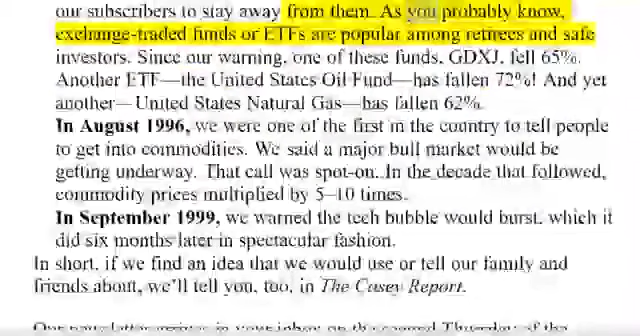 our subscribers to stay away from them. As you probably know,
exchange-traded funds or ETFs are popular among retirees and safe
investors. Since our warning, one of these funds, GDXJ, fell 65%.
Another ETF—the United States Oil Fund—has fallen 72%! And yet
another—United States Natural Gas—has fallen 62%.
In August 1996, we were one of the first in the country to tell people
to get into commodities. We said a major bull market would be
getting underway. That call was spot-on. In the decade that followed,
commodity prices multiplied by 5–10 times.
In September 1999, we warned the tech bubble would burst, which it
did six months later in spectacular fashion.
In short, if we find an idea that we would use or tell our family and
friends about, we'll tell you, too, in The Casey Report.